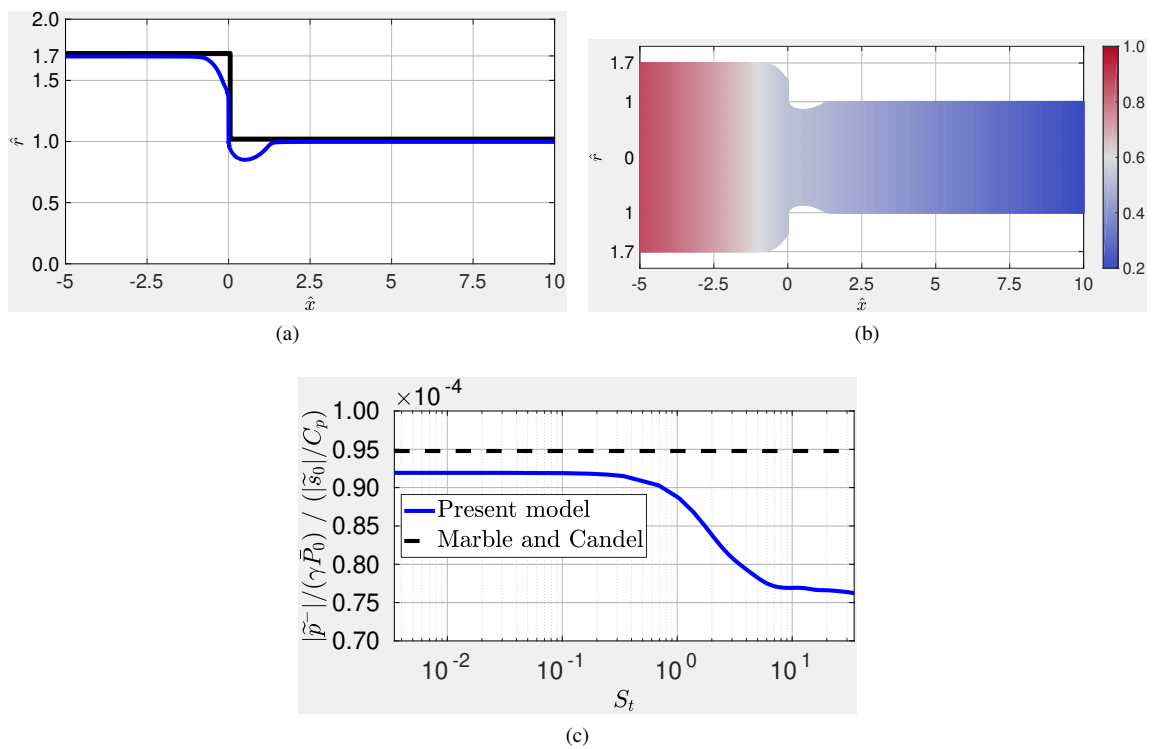 2.0
1.7
1.5
1.0
0.5
0.0
r̂
-5 -2.5 0 2.5 5 7.5 10
x̂
(a)
1.7
1
0
1
1.7
r̂
-5 -2.5 0 2.5 5 7.5 10
x̂
1.0
0.8
0.6
0.4
0.2
(b)
×10⁻⁴
1.00
0.95
0.90
0.85
0.80
0.75
0.70
|p̃⁻|/(γP̄₀) / (|s̃₀|/Cₚ)
Present model
Marble and Candel
10⁻² 10⁻¹ 10⁰ 10¹
Sₜ
(c)